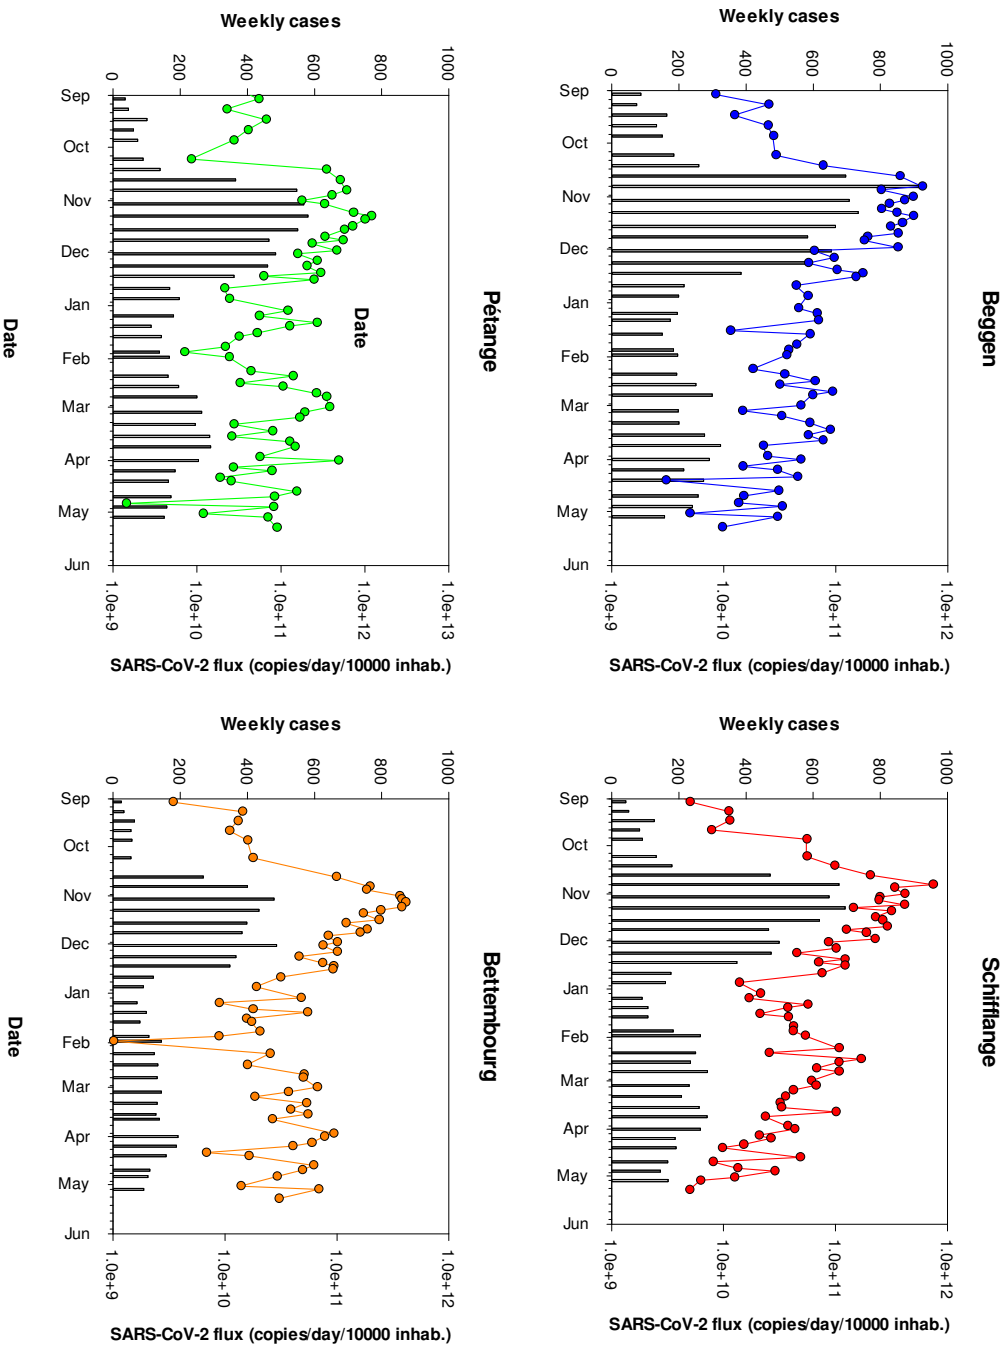 Beggen
Weekly cases
0
200
400
600
800
1000
Sep
Oct
Nov
Dec
Jan
Feb
Mar
Apr
May
Jun
1.0e+9
1.0e+10
1.0e+11
1.0e+12
SARS-CoV-2 flux (copies/day/10000 inhab.)
Schifflange
Weekly cases
0
200
400
600
800
1000
Sep
Oct
Nov
Dec
Jan
Feb
Mar
Apr
May
Jun
1.0e+9
1.0e+10
1.0e+11
1.0e+12
SARS-CoV-2 flux (copies/day/10000 inhab.)
Date
Pétange
Weekly cases
0
200
400
600
800
1000
Sep
Oct
Nov
Dec
Jan
Feb
Mar
Apr
May
Jun
1.0e+9
1.0e+10
1.0e+11
1.0e+12
1.0e+13
SARS-CoV-2 flux (copies/day/10000 inhab.)
Date
Bettembourg
Weekly cases
0
200
400
600
800
1000
Sep
Oct
Nov
Dec
Jan
Feb
Mar
Apr
May
Jun
1.0e+9
1.0e+10
1.0e+11
1.0e+12
SARS-CoV-2 flux (copies/day/10000 inhab.)
Date